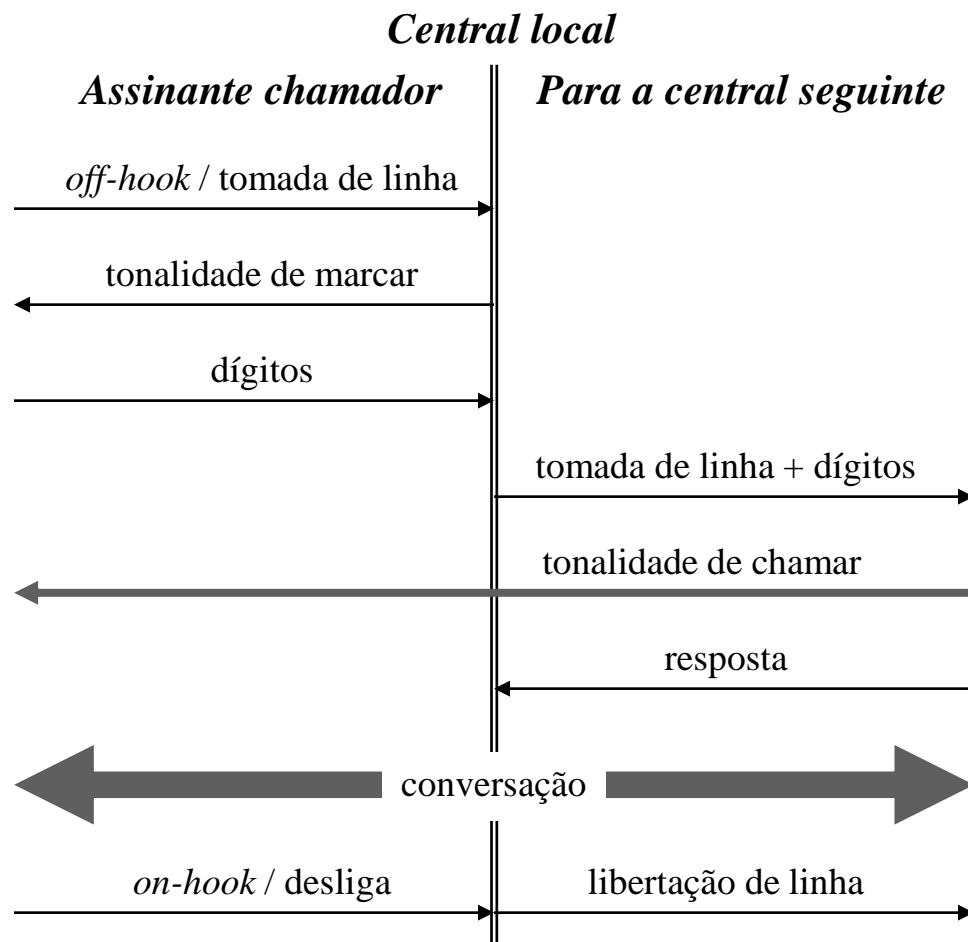 Central local
Assinante chamador
Para a central seguinte
off-hook / tomada de linha
tonalidade de marcar
dígitos
tomada de linha + dígitos
tonalidade de chamar
resposta
conversação
on-hook / desliga
libertação de linha